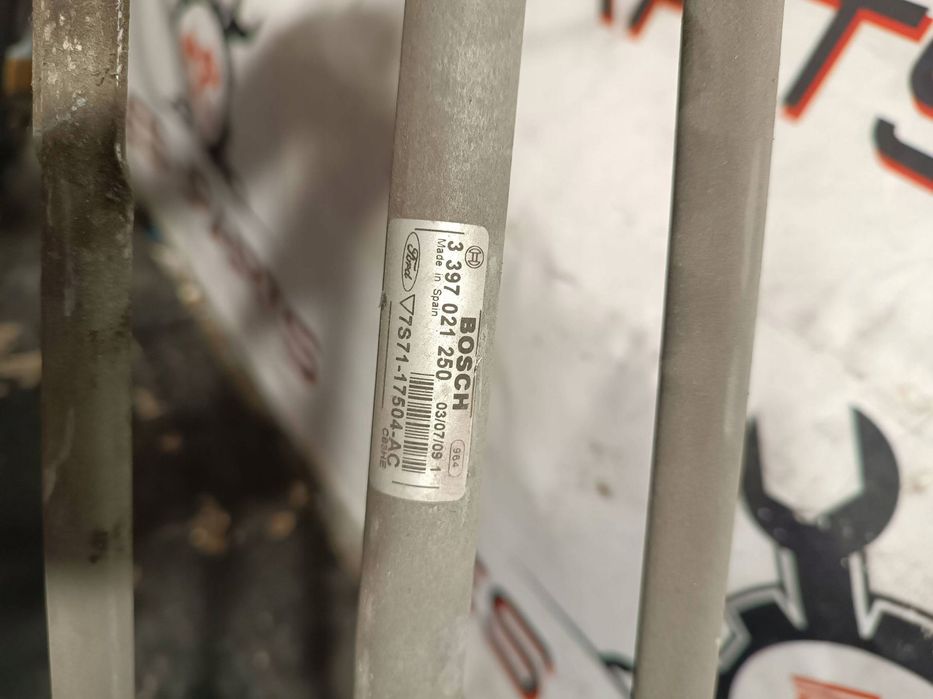 BOSCH
3 397 021 250 03/07/09 1
Made in Spain
964
Ford
7S71-17504-AC